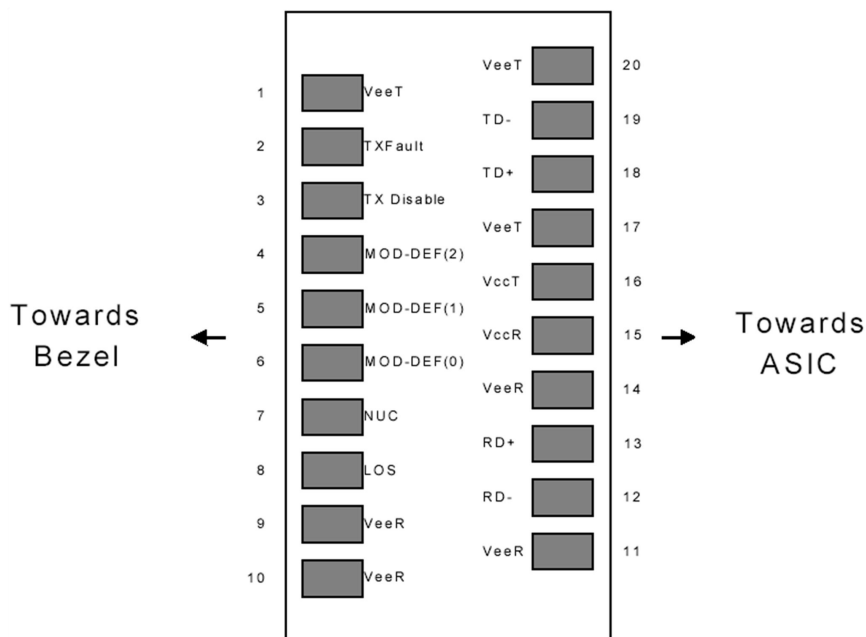 VeeT 20
1 VeeT
TD- 19
2 TXFault
TD+ 18
3 TX Disable
VeeT 17
4 MOD-DEF(2)
VccT 16
5 MOD-DEF(1)
Towards
Bezel
VccR 15
Towards
ASIC
6 MOD-DEF(0)
VeeR 14
7 NUC
RD+ 13
8 LOS
RD- 12
9 VeeR
VeeR 11
10 VeeR